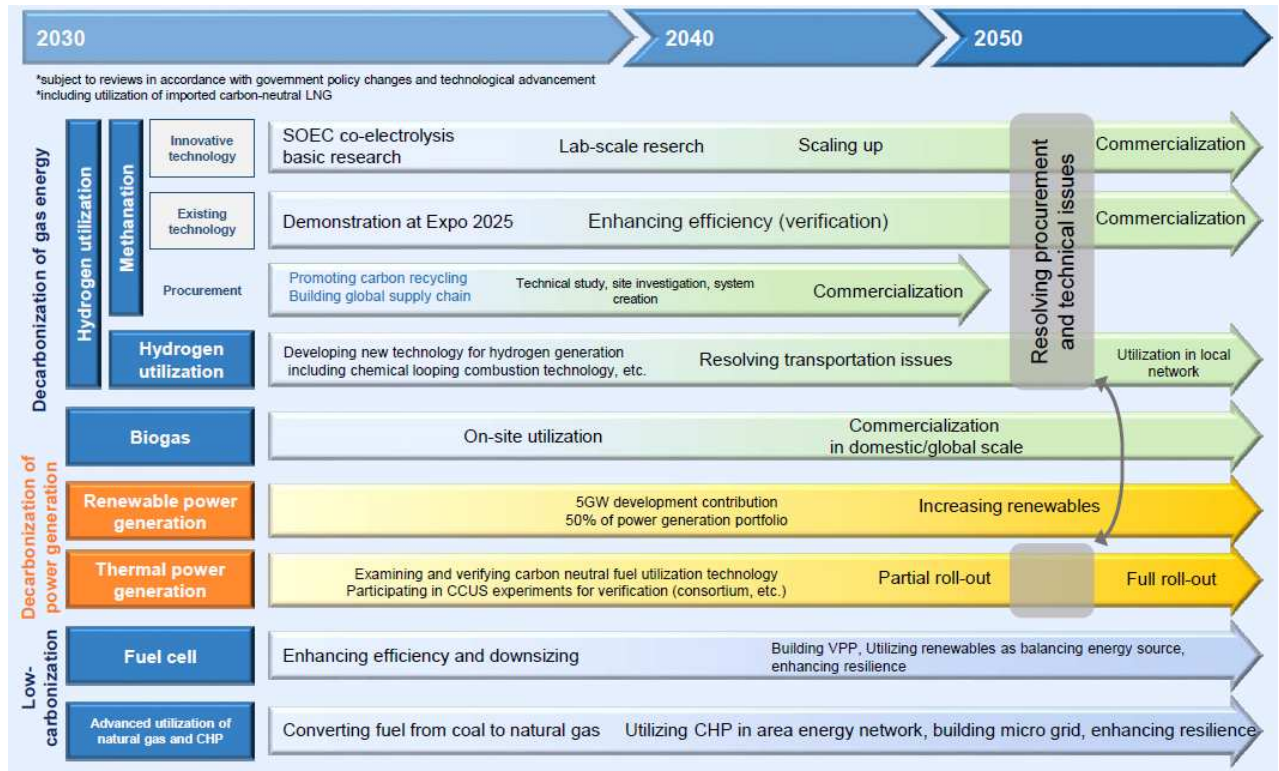 2030
2040
2050
*subject to reviews in accordance with government policy changes and technological advancement
*including utilization of imported carbon-neutral LNG
Decarbonization of gas energy
Hydrogen utilization
Methanation
Innovative
technology
SOEC co-electrolysis
basic research
Lab-scale reserch
Scaling up
Commercialization
Existing
technology
Demonstration at Expo 2025
Enhancing efficiency (verification)
Commercialization
Procurement
Promoting carbon recycling
Building global supply chain
Technical study, site investigation, system
creation
Commercialization
Resolving procurement
and technical issues
Hydrogen
utilization
Developing new technology for hydrogen generation
including chemical looping combustion technology, etc.
Resolving transportation issues
Utilization in local
network
Biogas
On-site utilization
Commercialization
in domestic/global scale
Decarbonization of
power generation
Renewable power
generation
5GW development contribution
50% of power generation portfolio
Increasing renewables
Thermal power
generation
Examining and verifying carbon neutral fuel utilization technology
Participating in CCUS experiments for verification (consortium, etc.)
Partial roll-out
Full roll-out
Low-
carbonization
Fuel cell
Enhancing efficiency and downsizing
Building VPP, Utilizing renewables as balancing energy source,
enhancing resilience
Advanced utilization of
natural gas and CHP
Converting fuel from coal to natural gas
Utilizing CHP in area energy network, building micro grid, enhancing resilience